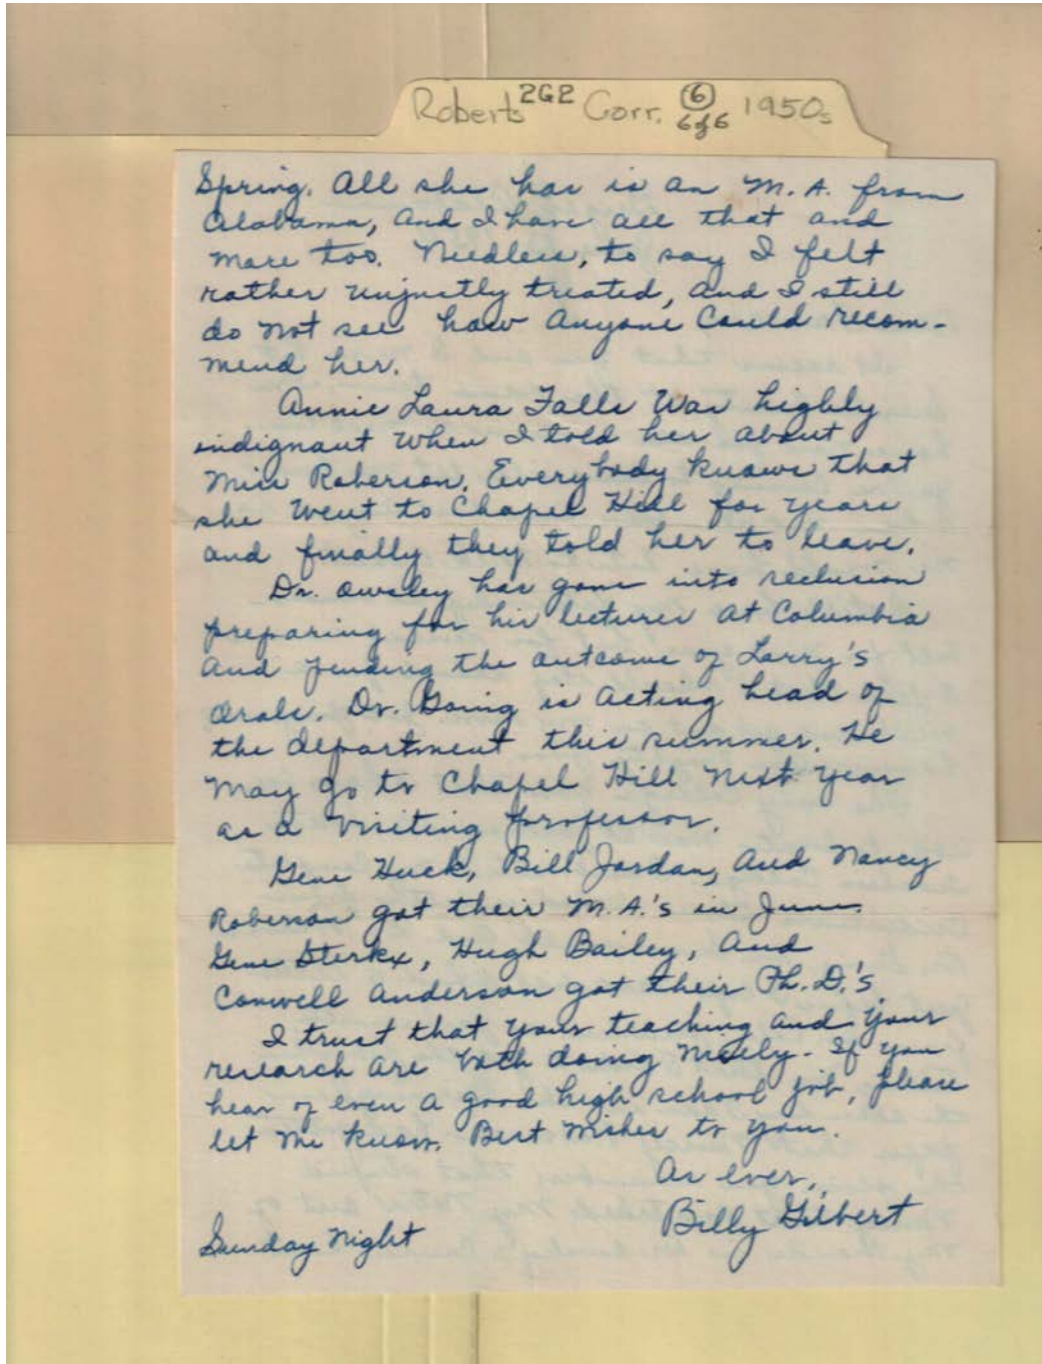 Roberts 2G2 Corr. 6 1950s
6 of 6
Spring. All she has is an M.A. from
Alabama, and I have all that and
more too. Needless, to say I felt
rather unjustly treated, and I still
do not see how anyone could recom-
mend her.
Annie Laura Falls was highly
indignant when I told her about
Miss Roberson. Everybody knows that
she went to Chapel Hill for years
and finally they told her to leave.
Dr. Owsley has gone into reclusion
preparing for his lectures at Columbia
and pending the outcome of Larry's
orals. Dr. Going is acting head of
the department this summer. He
may go to Chapel Hill next year
as a visiting professor.
Gene Huck, Bill Jordan, and Nancy
Roberson got their M.A.'s in June.
Gene Sterkx, Hugh Bailey, and
Conwell Anderson got their Ph.D.'s
I trust that your teaching and your
research are both doing nicely. If you
hear of even a good high school job, please
let me know. Best wishes to you.
As ever,
Billy Gilbert
Sunday Night